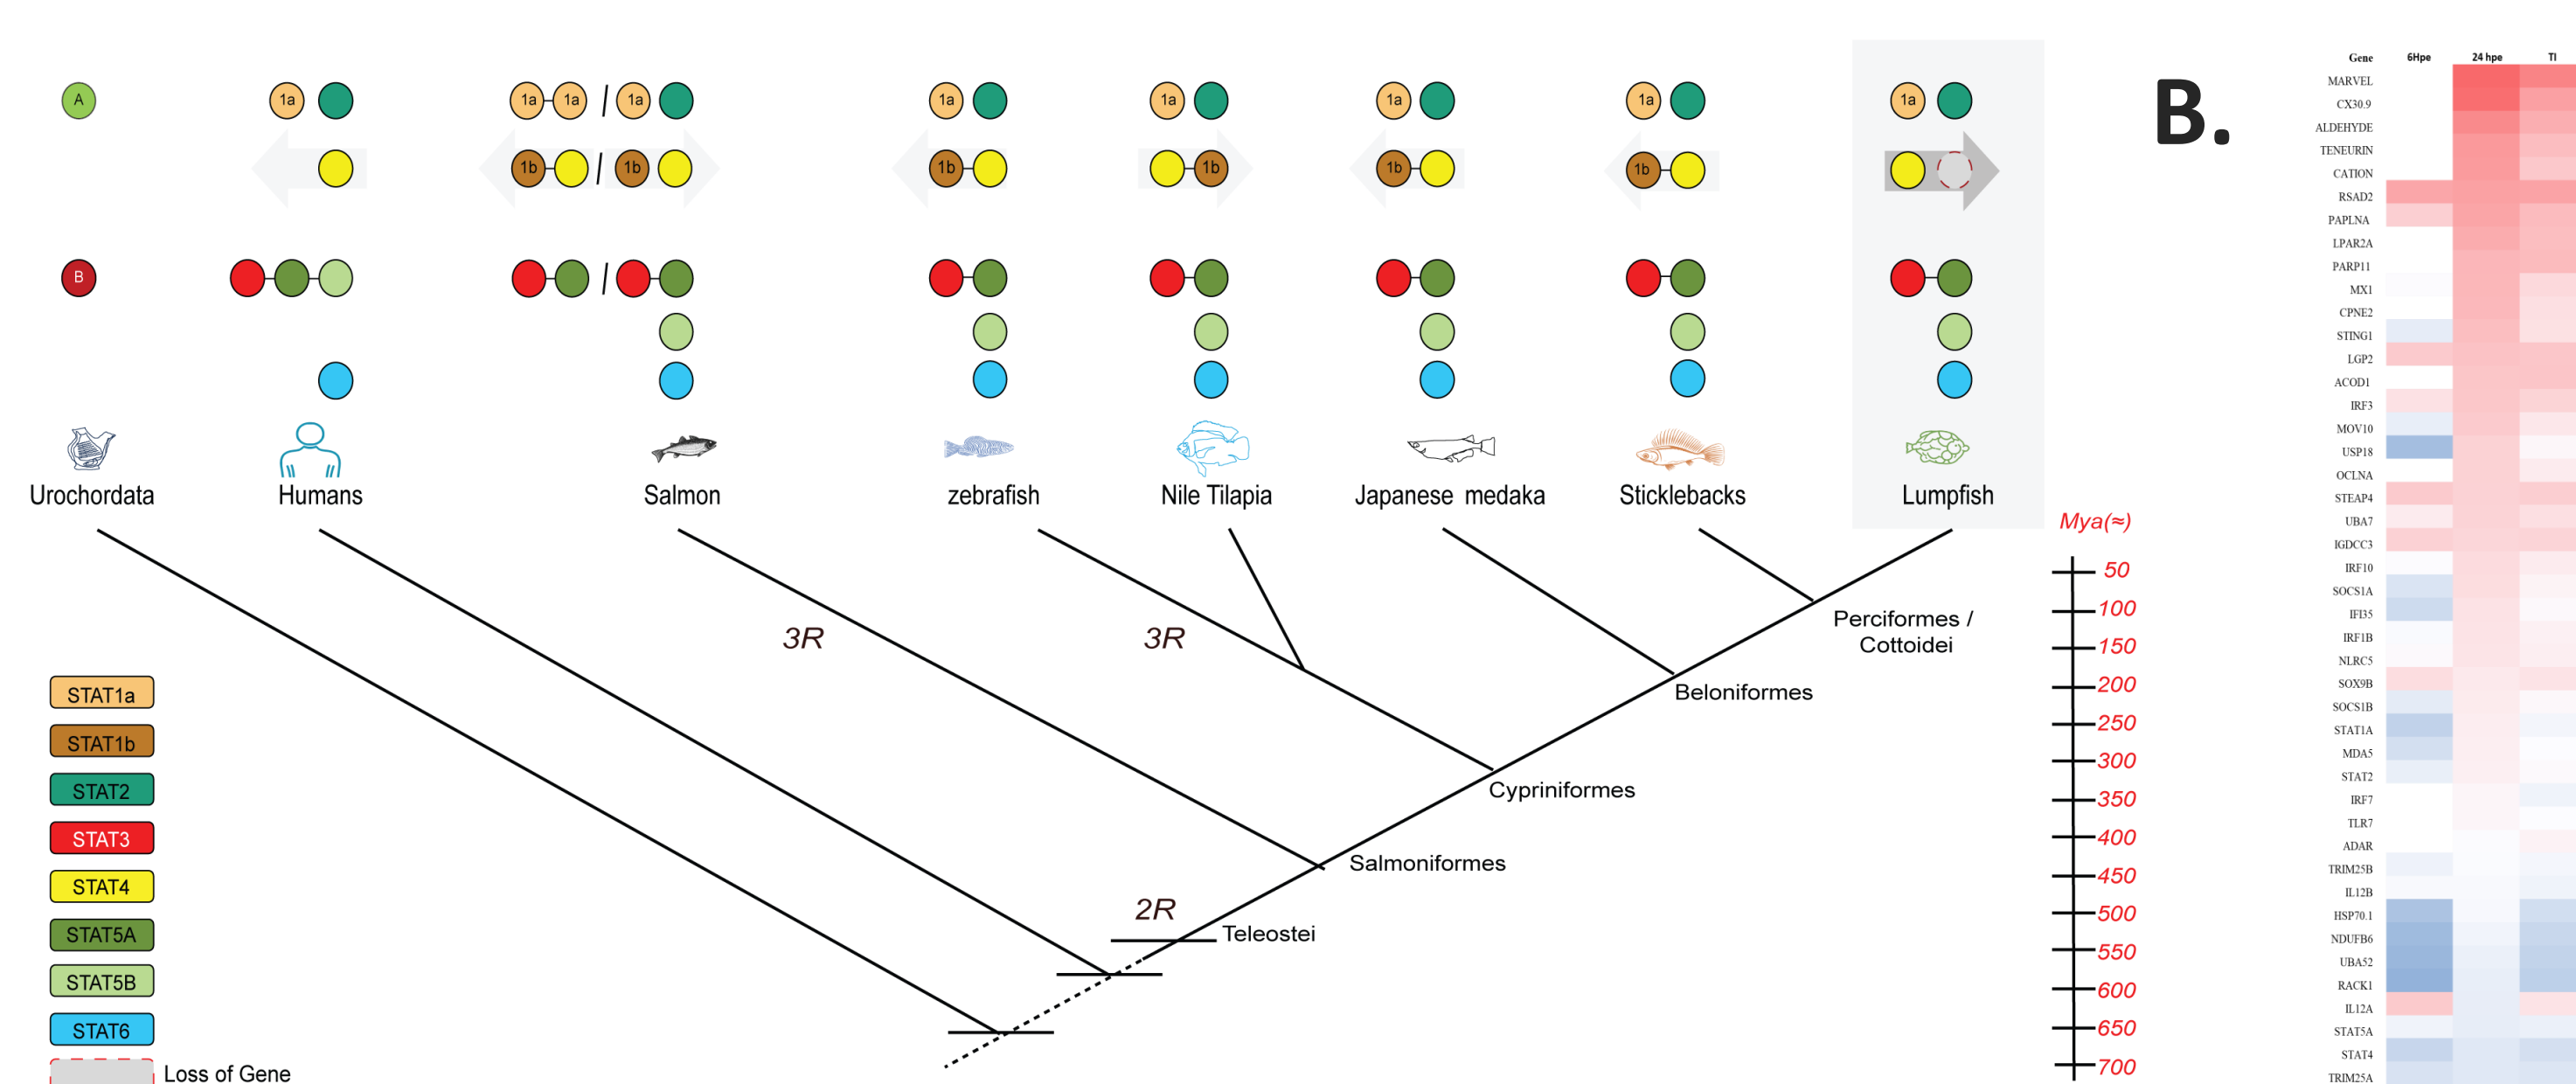 A
1a
1a
1a
/
1a
1a
1a
1a
1a
1a
1b
/
1b
1b
1b
1b
1b
B
/
Urochordata
Humans
Salmon
zebrafish
Nile Tilapia
Japanese medaka
Sticklebacks
Lumpfish
3R
3R
2R
Perciformes /
Cottoidei
Beloniformes
Cypriniformes
Salmoniformes
Teleostei
Mya(≈)
50
100
150
200
250
300
350
400
450
500
550
600
650
700
STAT1a
STAT1b
STAT2
STAT3
STAT4
STAT5A
STAT5B
STAT6
Loss of Gene
B.
Gene 6Hpe 24 hpe TI
MARVEL
CX30.9
ALDEHYDE
TENEURIN
CATION
RSAD2
PAPLNA
LPAR2A
PARP11
MX1
CPNE2
STING1
LGP2
ACOD1
IRF3
MOV10
USP18
OCLNA
STEAP4
UBA7
IGDCC3
IRF10
SOCS1A
IFI35
IRF1B
NLRC5
SOX9B
SOCS1B
STAT1A
MDA5
STAT2
IRF7
TLR7
ADAR
TRIM25B
IL12B
HSP70.1
NDUFB6
UBA52
RACK1
IL12A
STAT5A
STAT4
TRIM25A